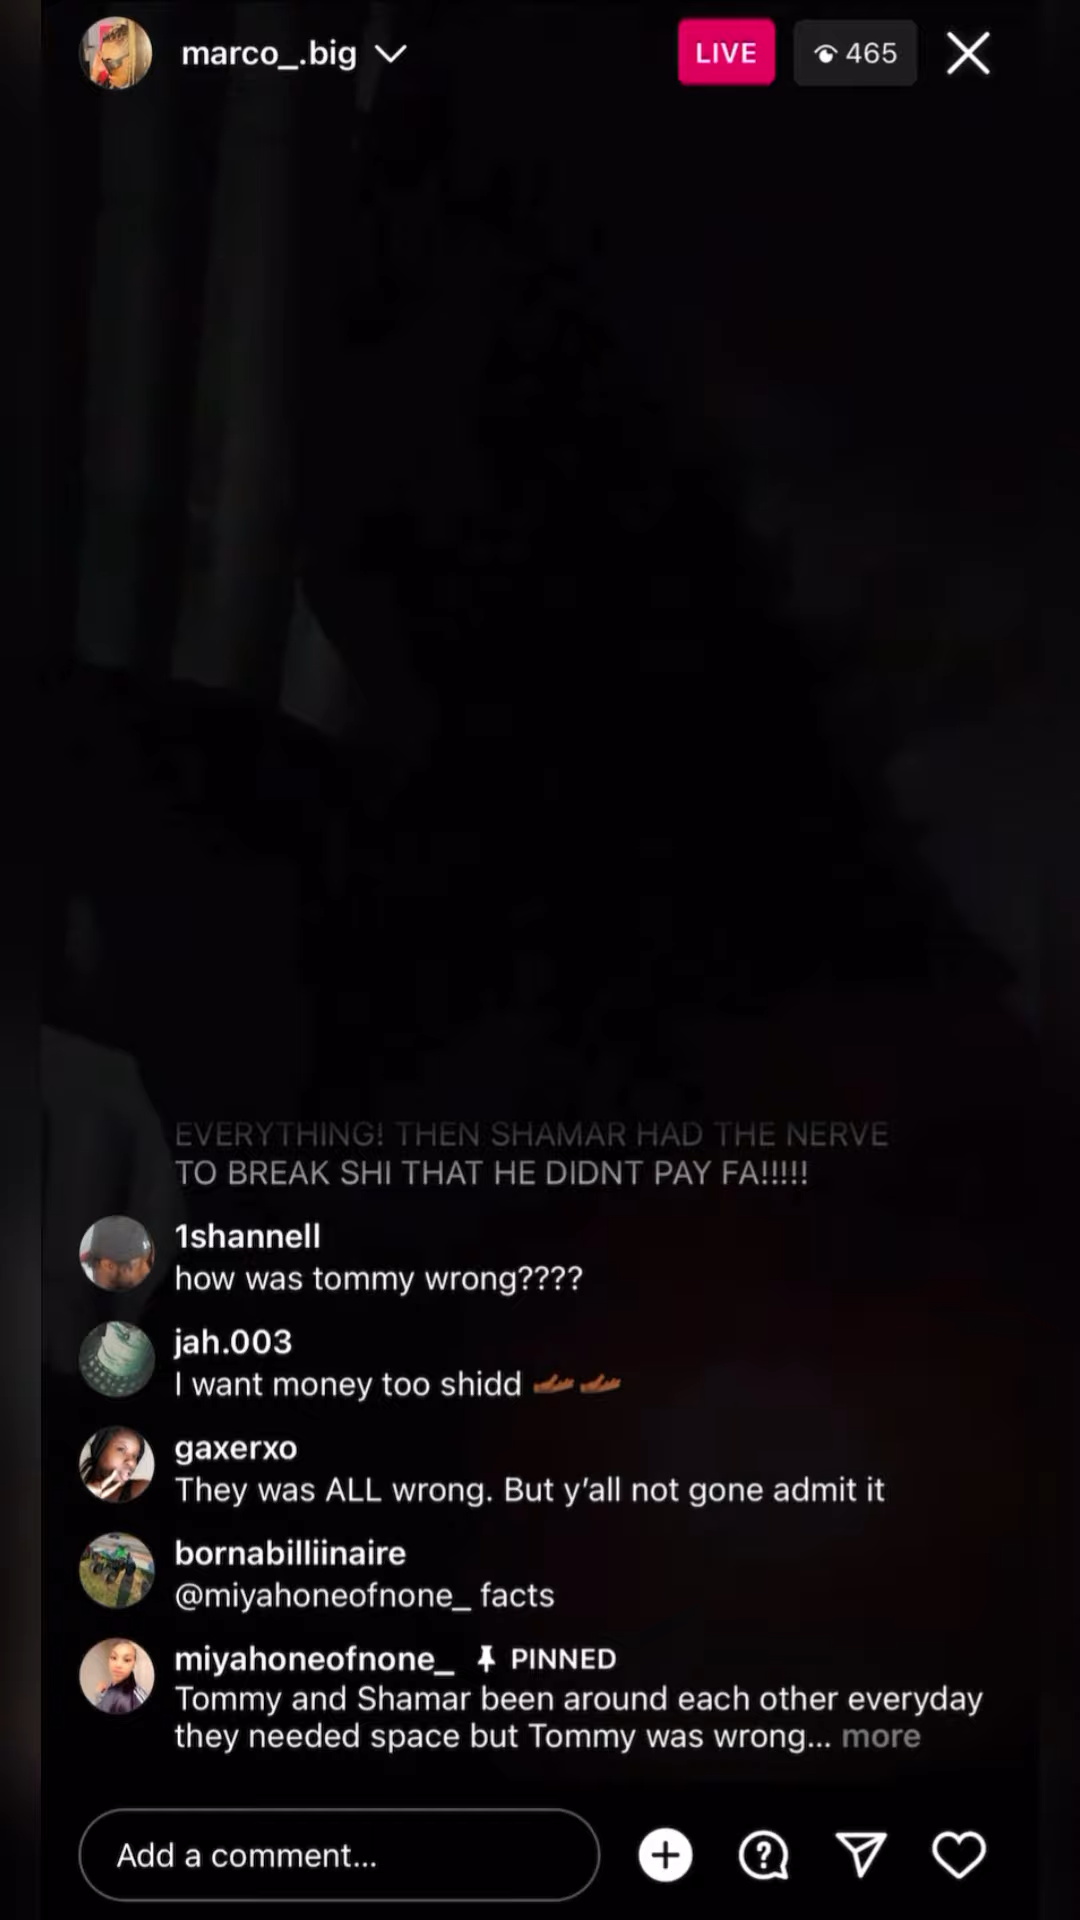 marco_.big
LIVE
465
EVERYTHING! THEN SHAMAR HAD THE NERVE
TO BREAK SHI THAT HE DIDNT PAY FA!!!!!
1shannell
how was tommy wrong????
jah.003
I want money too shidd
gaxerxo
They was ALL wrong. But y’all not gone admit it
bornabilliinaire
@miyahoneofnone_ facts
miyahoneofnone_ PINNED
Tommy and Shamar been around each other everyday
they needed space but Tommy was wrong... more
Add a comment...